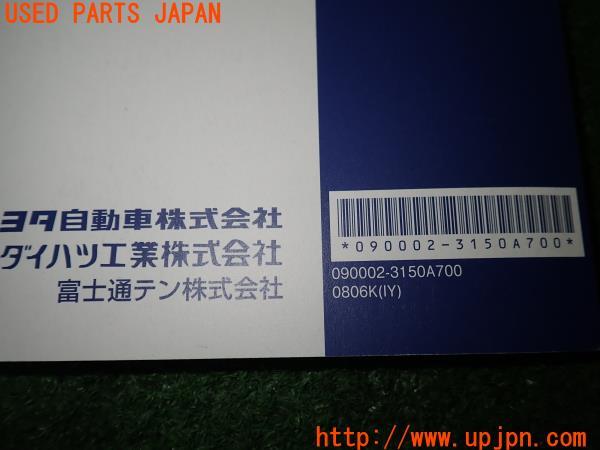 USED PARTS JAPAN
ヨタ自動車株式会社
ダイハツ工業株式会社
富士通テン株式会社
*090002-3150A700*
090002-3150A700
0806K(IY)
http://www.upjpn.com/